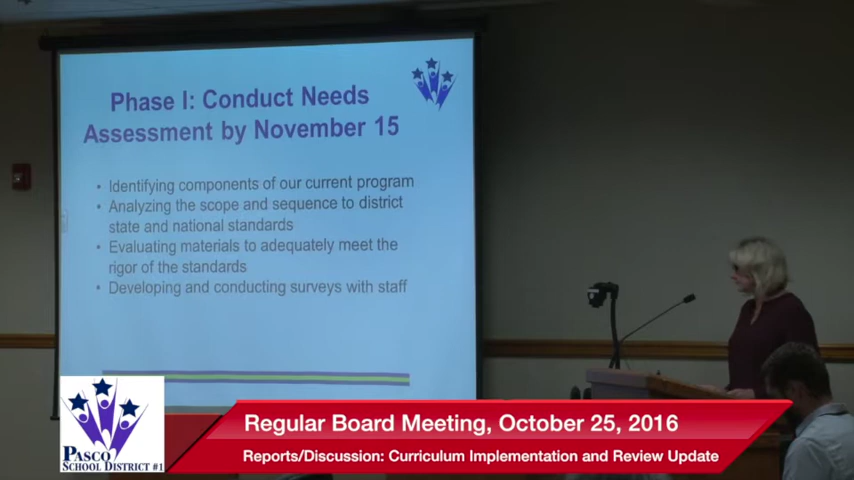 Phase I: Conduct Needs
Assessment by November 15
• Identifying components of our current program
• Analyzing the scope and sequence to district
state and national standards
• Evaluating materials to adequately meet the
rigor of the standards
• Developing and conducting surveys with staff
PASCO
SCHOOL DISTRICT #1
Regular Board Meeting, October 25, 2016
Reports/Discussion: Curriculum Implementation and Review Update